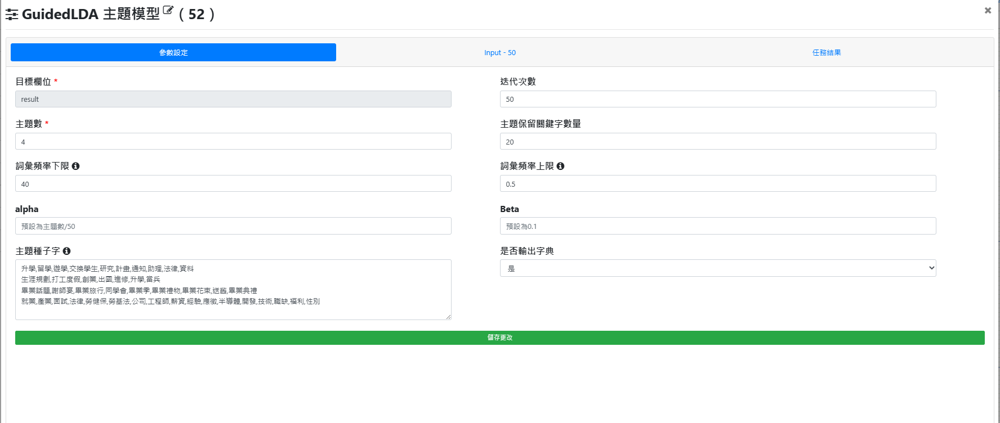 GuidedLDA 主題模型 ( 52 )
參數設定
Input - 50
任務結果
目標欄位 *
result
迭代次數
50
主題數 *
4
主題保留關鍵字數量
20
詞彙頻率下限
40
詞彙頻率上限
0.5
alpha
預設為主題數/50
Beta
預設為0.1
主題種子字
升學,留學,遊學,交換學生,研究,計畫,通知,助理,法律,資料
生涯規劃,打工度假,創業,出國,進修,升學,當兵
畢業話題,謝師宴,畢業旅行,同學會,畢業季,畢業禮物,畢業花束,送舊,畢業典禮
就業,產業,面試,法律,勞健保,勞基法,公司,工程師,薪資,經驗,應徵,半導體,開發,技術,職缺,福利,性別
是否輸出字典
是
儲存更改